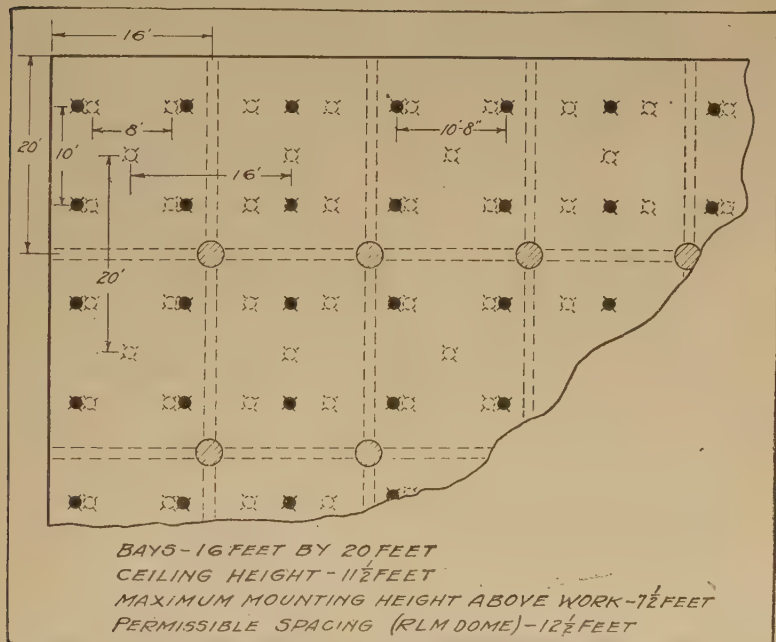 16'
20'
10'
8'
10'-8"
16'
20'
BAYS-16 FEET BY 20 FEET
CEILING HEIGHT-11½ FEET
MAXIMUM MOUNTING HEIGHT ABOVE WORK-7½ FEET
PERMISSIBLE SPACING (RLM DOME)-12½ FEET